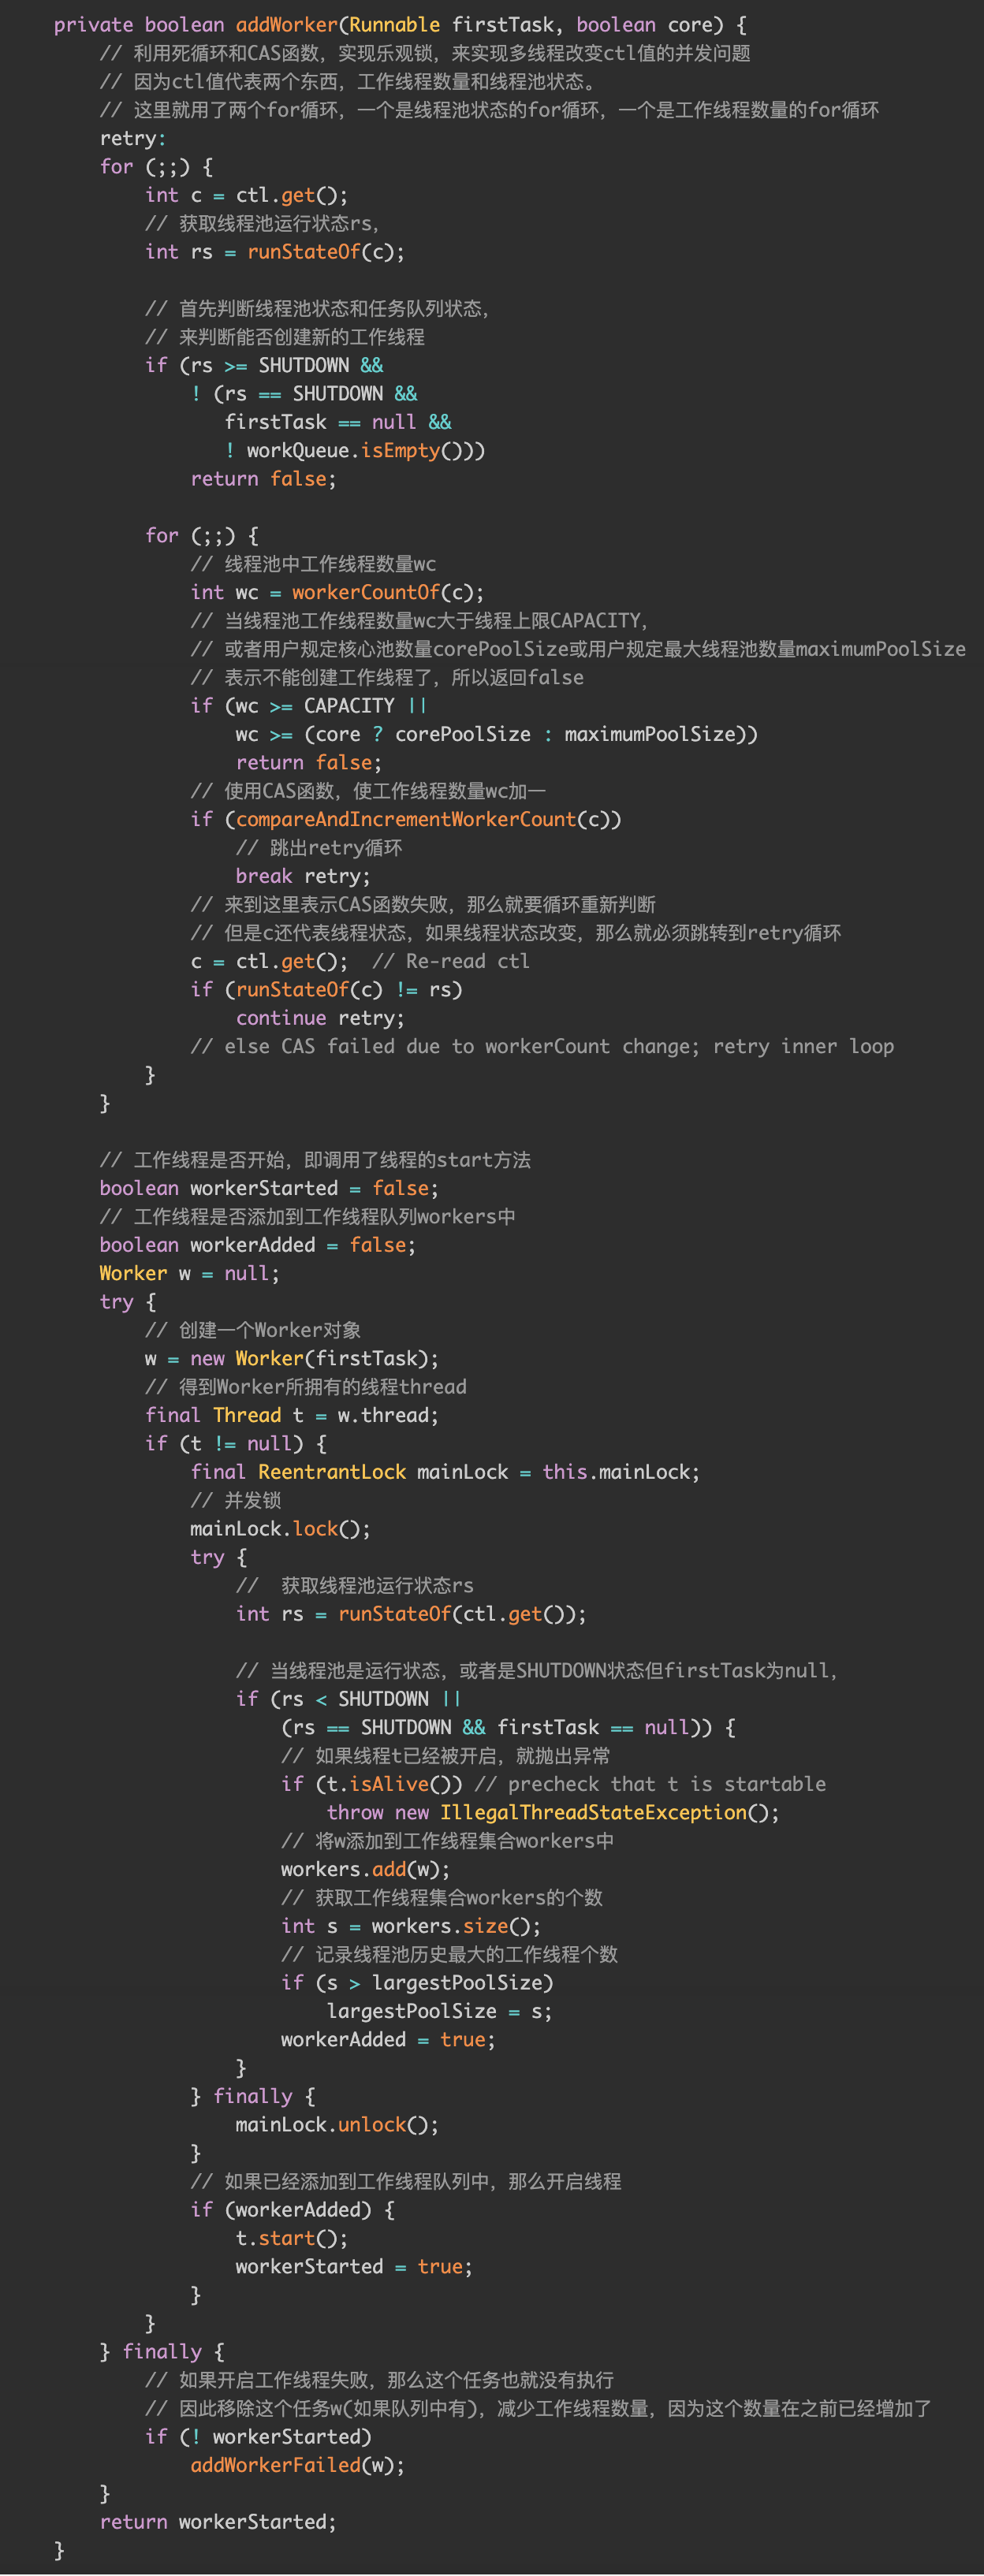 private boolean addWorker(Runnable firstTask, boolean core) {
// 利用死循环和CAS函数，实现乐观锁，来实现多线程改变ctl值的并发问题
// 因为ctl值代表两个东西，工作线程数量和线程池状态。
// 这里就用了两个for循环，一个是线程池状态的for循环，一个是工作线程数量的for循环
retry:
for (;;) {
int c = ctl.get();
// 获取线程池运行状态rs，
int rs = runStateOf(c);
// 首先判断线程池状态和任务队列状态，
// 来判断能否创建新的工作线程
if (rs >= SHUTDOWN &&
! (rs == SHUTDOWN &&
firstTask == null &&
! workQueue.isEmpty()))
return false;
for (;;) {
// 线程池中工作线程数量wc
int wc = workerCountOf(c);
// 当线程池工作线程数量wc大于线程上限CAPACITY，
// 或者用户规定核心池数量corePoolSize或用户规定最大线程池数量maximumPoolSize
// 表示不能创建工作线程了，所以返回false
if (wc >= CAPACITY ||
wc >= (core ? corePoolSize : maximumPoolSize))
return false;
// 使用CAS函数，使工作线程数量wc加一
if (compareAndIncrementWorkerCount(c))
// 跳出retry循环
break retry;
// 来到这里表示CAS函数失败，那么就要循环重新判断
// 但是c还代表线程状态，如果线程状态改变，那么就必须跳转到retry循环
c = ctl.get();  // Re-read ctl
if (runStateOf(c) != rs)
continue retry;
// else CAS failed due to workerCount change; retry inner loop
}
}
// 工作线程是否开始，即调用了线程的start方法
boolean workerStarted = false;
// 工作线程是否添加到工作线程队列workers中
boolean workerAdded = false;
Worker w = null;
try {
// 创建一个Worker对象
w = new Worker(firstTask);
// 得到Worker所拥有的线程thread
final Thread t = w.thread;
if (t != null) {
final ReentrantLock mainLock = this.mainLock;
// 并发锁
mainLock.lock();
try {
//  获取线程池运行状态rs
int rs = runStateOf(ctl.get());
// 当线程池是运行状态，或者是SHUTDOWN状态但firstTask为null，
if (rs < SHUTDOWN ||
(rs == SHUTDOWN && firstTask == null)) {
// 如果线程t已经被开启，就抛出异常
if (t.isAlive()) // precheck that t is startable
throw new IllegalThreadStateException();
// 将w添加到工作线程集合workers中
workers.add(w);
// 获取工作线程集合workers的个数
int s = workers.size();
// 记录线程池历史最大的工作线程个数
if (s > largestPoolSize)
largestPoolSize = s;
workerAdded = true;
}
} finally {
mainLock.unlock();
}
// 如果已经添加到工作线程队列中，那么开启线程
if (workerAdded) {
t.start();
workerStarted = true;
}
}
} finally {
// 如果开启工作线程失败，那么这个任务也就没有执行
// 因此移除这个任务w(如果队列中有)，减少工作线程数量，因为这个数量在之前已经增加了
if (! workerStarted)
addWorkerFailed(w);
}
return workerStarted;
}